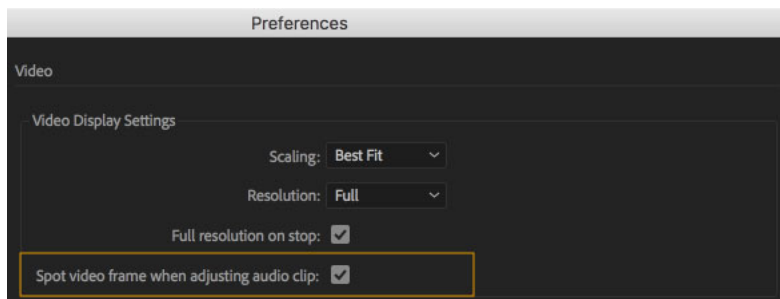 Preferences
Video
Video Display Settings
Scaling: Best Fit
Resolution: Full
Full resolution on stop:
Spot video frame when adjusting audio clip: